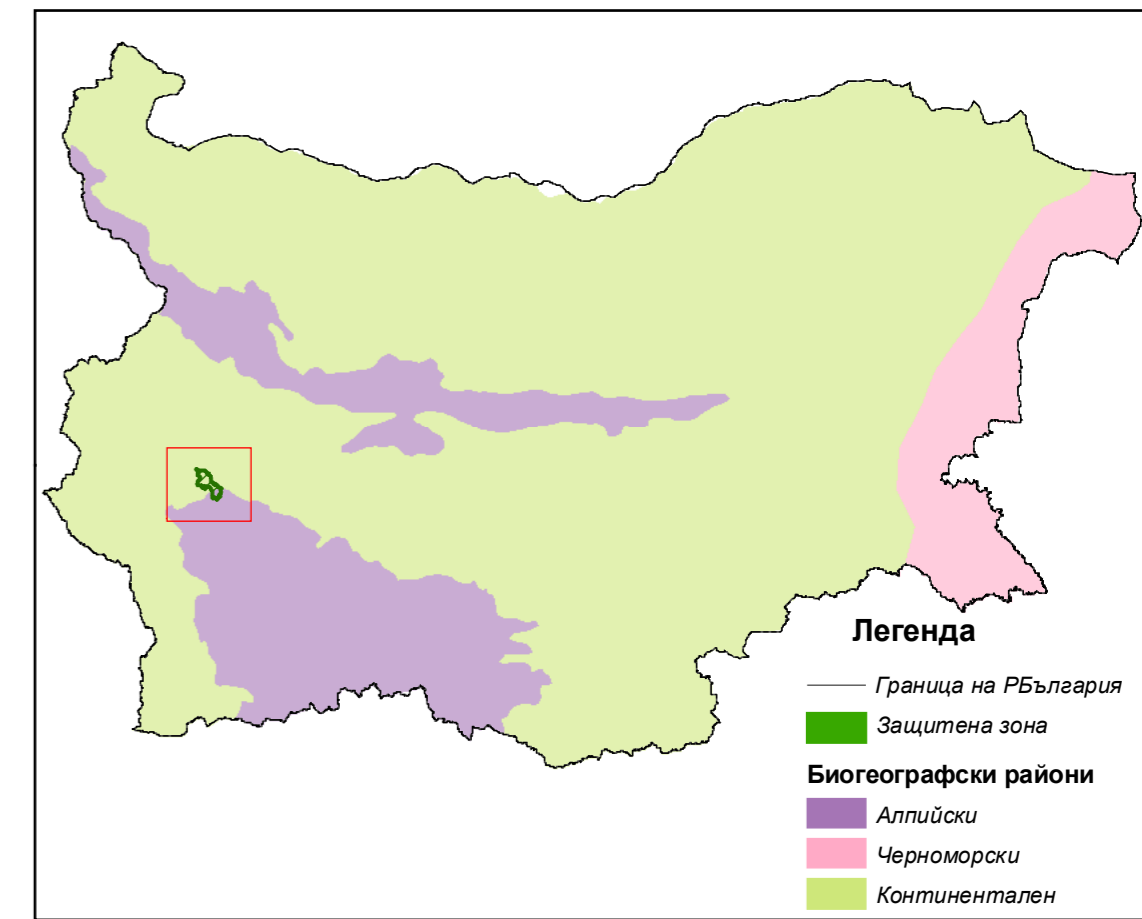 Легенда
Граница на РБългария
Защитена зона
Биогеографски райони
Алпийски
Черноморски
Континентален